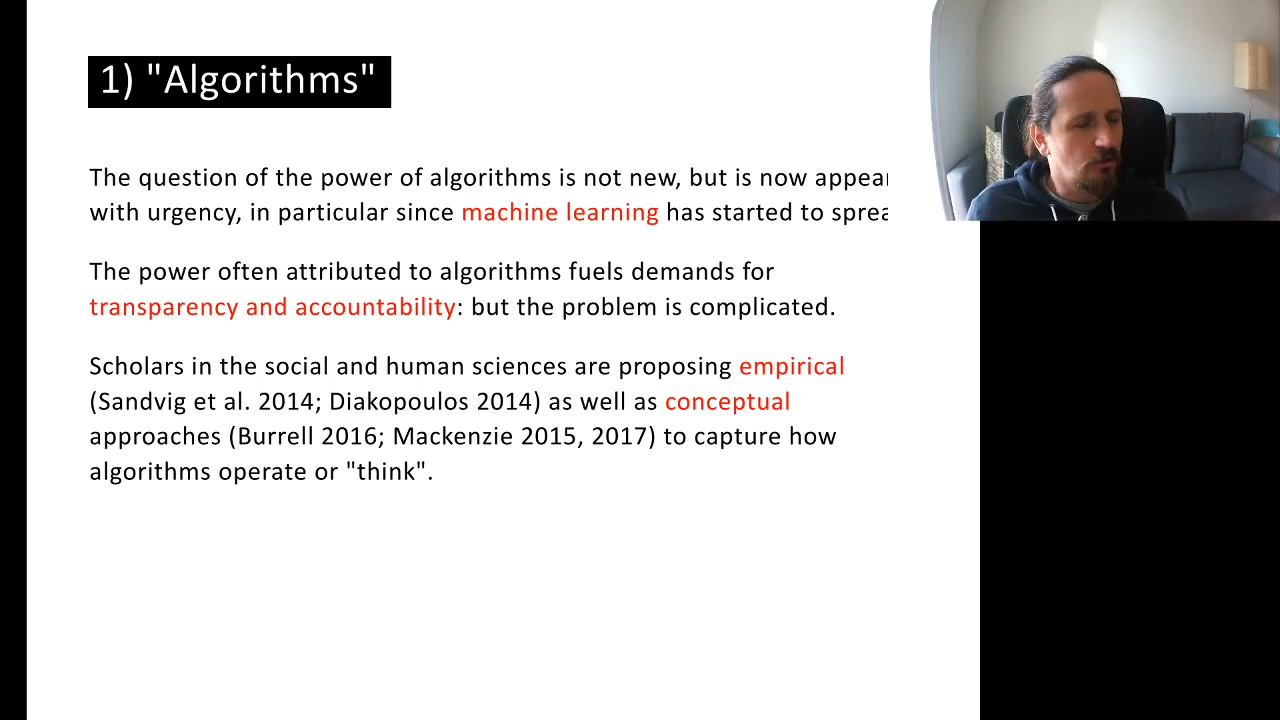 1) "Algorithms"
The question of the power of algorithms is not new, but is now
with urgency, in particular since machine learning has started to
The power often attributed to algorithms fuels demands for
transparency and accountability: but the problem is complicated.
Scholars in the social and human sciences are proposing empirical
(Sandvig et al. 2014; Diakopoulos 2014) as well as conceptual
approaches (Burrell 2016; Mackenzie 2015, 2017) to capture how
algorithms operate or "think".